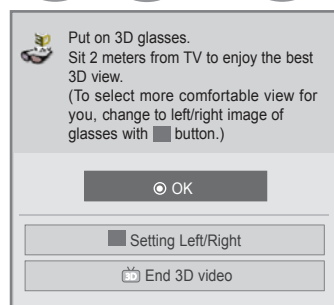 Put on 3D glasses.
Sit 2 meters from TV to enjoy the best
3D view.
(To select more comfortable view for
you, change to left/right image of
glasses with button.)
OK
Setting Left/Right
3D End 3D video